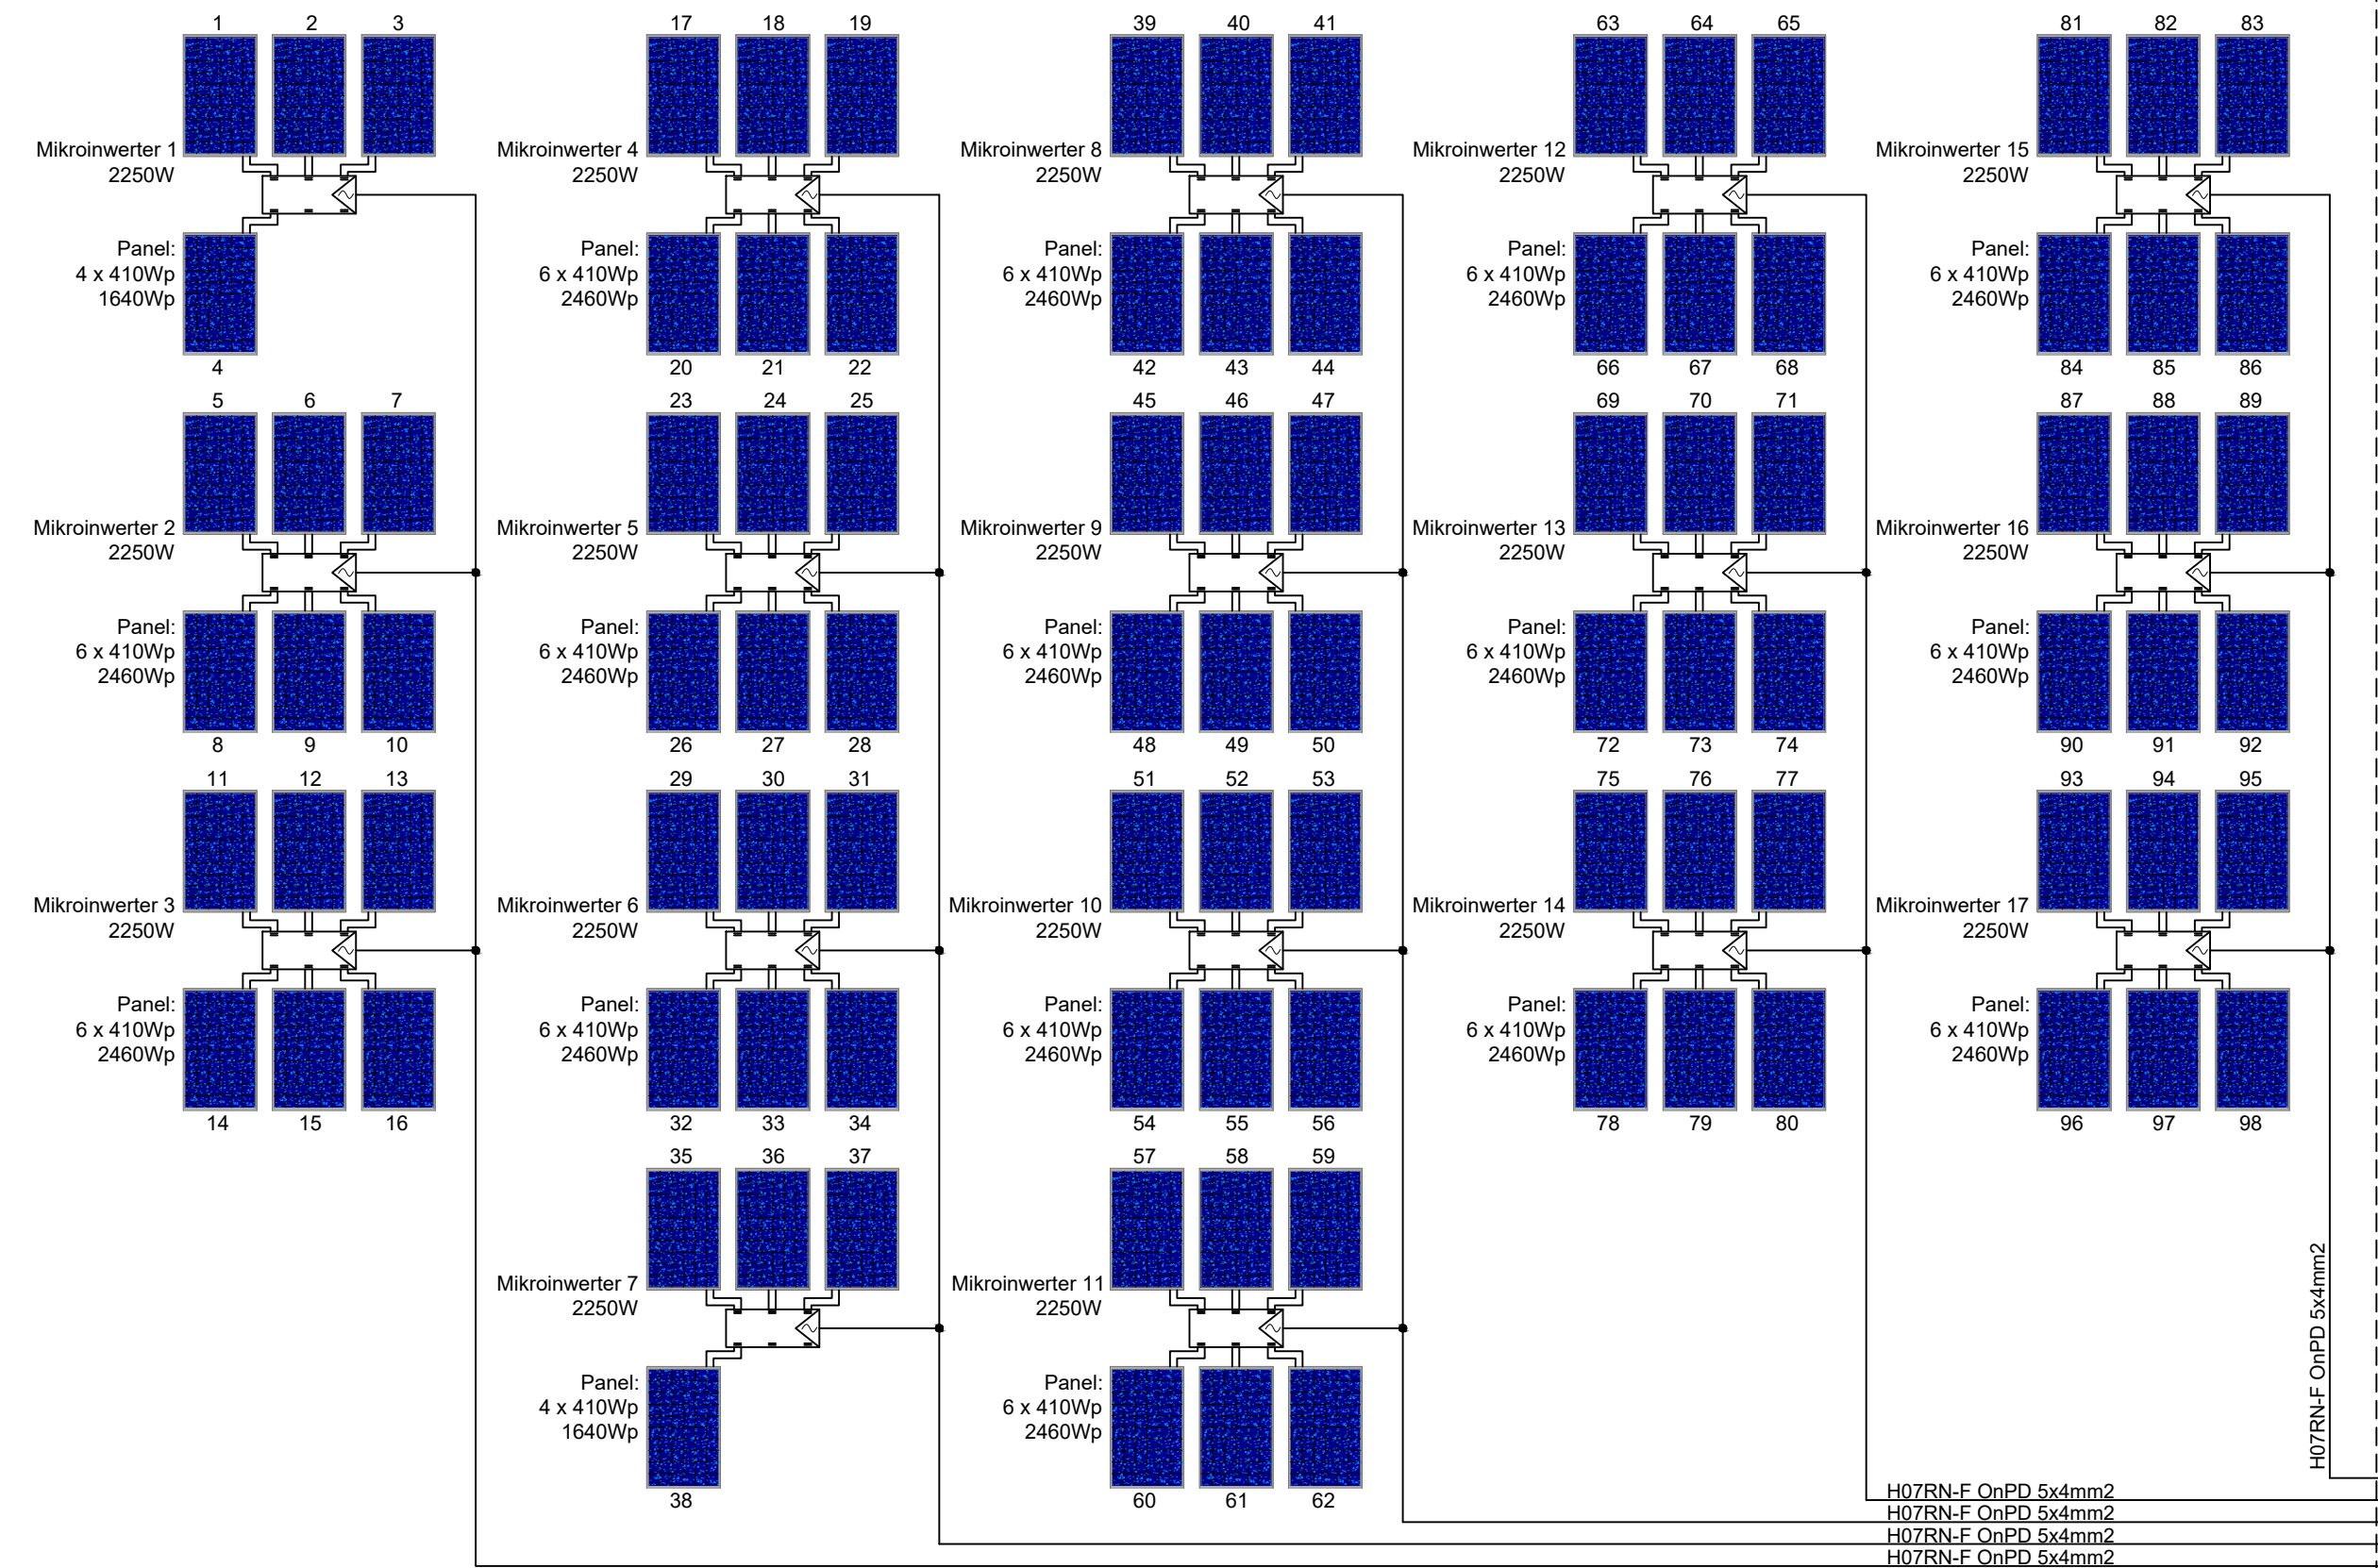 1 2 3
Mikroinwerter 1
2250W
Panel:
4 x 410Wp
1640Wp
4
5 6 7
Mikroinwerter 2
2250W
Panel:
6 x 410Wp
2460Wp
8 9 10
11 12 13
Mikroinwerter 3
2250W
Panel:
6 x 410Wp
2460Wp
14 15 16
17 18 19
Mikroinwerter 4
2250W
Panel:
6 x 410Wp
2460Wp
20 21 22
23 24 25
Mikroinwerter 5
2250W
Panel:
6 x 410Wp
2460Wp
26 27 28
29 30 31
Mikroinwerter 6
2250W
Panel:
6 x 410Wp
2460Wp
32 33 34
35 36 37
Mikroinwerter 7
2250W
Panel:
4 x 410Wp
1640Wp
38
39 40 41
Mikroinwerter 8
2250W
Panel:
6 x 410Wp
2460Wp
42 43 44
45 46 47
Mikroinwerter 9
2250W
Panel:
6 x 410Wp
2460Wp
48 49 50
51 52 53
Mikroinwerter 10
2250W
Panel:
6 x 410Wp
2460Wp
54 55 56
57 58 59
Mikroinwerter 11
2250W
Panel:
6 x 410Wp
2460Wp
60 61 62
63 64 65
Mikroinwerter 12
2250W
Panel:
6 x 410Wp
2460Wp
66 67 68
69 70 71
Mikroinwerter 13
2250W
Panel:
6 x 410Wp
2460Wp
72 73 74
75 76 77
Mikroinwerter 14
2250W
Panel:
6 x 410Wp
2460Wp
78 79 80
81 82 83
Mikroinwerter 15
2250W
Panel:
6 x 410Wp
2460Wp
84 85 86
87 88 89
Mikroinwerter 16
2250W
Panel:
6 x 410Wp
2460Wp
90 91 92
93 94 95
Mikroinwerter 17
2250W
Panel:
6 x 410Wp
2460Wp
96 97 98
H07RN-F OnPD 5x4mm2
H07RN-F OnPD 5x4mm2
H07RN-F OnPD 5x4mm2
H07RN-F OnPD 5x4mm2
H07RN-F OnPD 5x4mm2